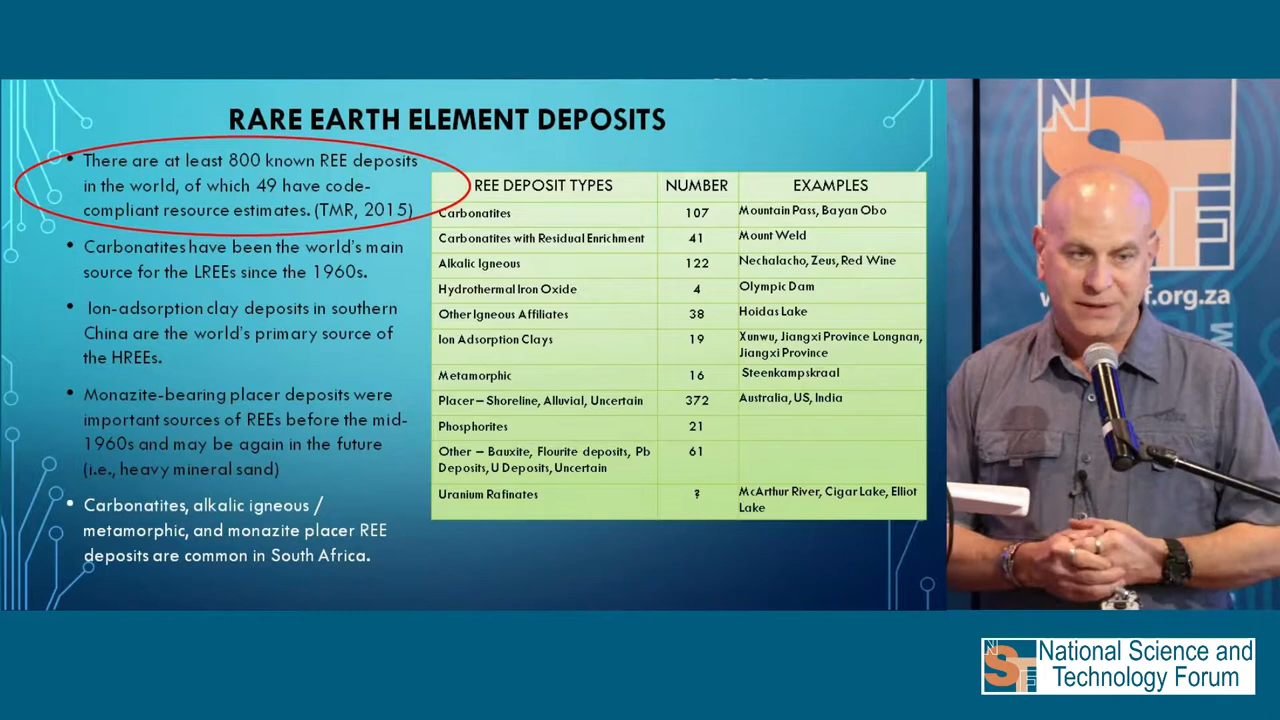 RARE EARTH ELEMENT DEPOSITS
• There are at least 800 known REE deposits
in the world, of which 49 have code-
compliant resource estimates. (TMR, 2015)
• Carbonatites have been the world's main
source for the LREEs since the 1960s.
• Ion-adsorption clay deposits in southern
China are the world's primary source of
the HREEs.
• Monazite-bearing placer deposits were
important sources of REEs before the mid-
1960s and may be again in the future
(i.e., heavy mineral sand)
• Carbonatites, alkalic igneous /
metamorphic, and monazite placer REE
deposits are common in South Africa.
REE DEPOSIT TYPES NUMBER EXAMPLES
Carbonatites 107 Mountain Pass, Bayan Obo
Carbonatites with Residual Enrichment 41 Mount Weld
Alkalic Igneous 122 Nechalacho, Zeus, Red Wine
Hydrothermal Iron Oxide 4 Olympic Dam
Other Igneous Affiliates 38 Hoidas Lake
Ion Adsorption Clays 19 Xunwu, Jiangxi Province Longnan,
Jiangxi Province
Metamorphic 16 Steenkampskraal
Placer – Shoreline, Alluvial, Uncertain 372 Australia, US, India
Phosphorites 21
Other – Bauxite, Flourite deposits, Pb 61
Deposits, U Deposits, Uncertain
Uranium Rafinates ? McArthur River, Cigar Lake, Elliot
Lake
N
S
T
F
.org.za
NSTF
National Science and
Technology Forum